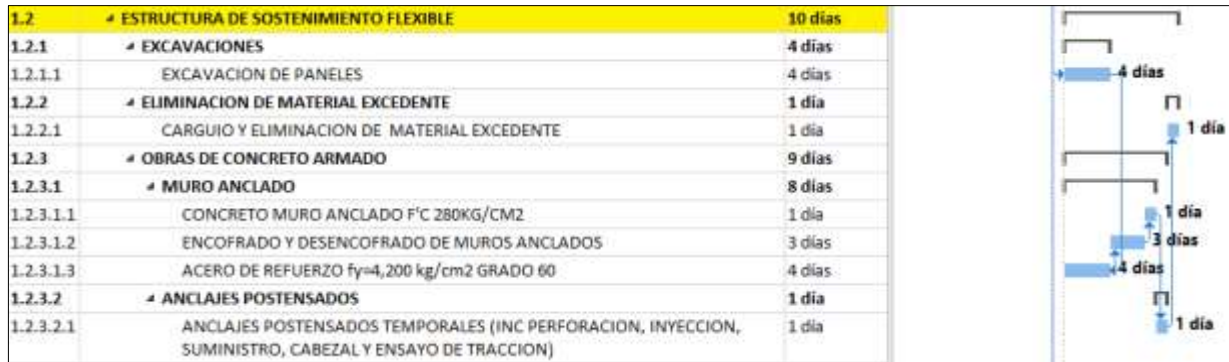 1.2 ESTRUCTURA DE SOSTENIMIENTO FLEXIBLE 10 días
1.2.1 EXCAVACIONES 4 días
1.2.1.1 EXCAVACION DE PANELES 4 días 4 días
1.2.2 ELIMINACION DE MATERIAL EXCEDENTE 1 día
1.2.2.1 CARGUIO Y ELIMINACION DE MATERIAL EXCEDENTE 1 día 1 día
1.2.3 OBRAS DE CONCRETO ARMADO 9 días
1.2.3.1 MURO ANCLADO 8 días
1.2.3.1.1 CONCRETO MURO ANCLADO F'C 280KG/CM2 1 día 1 día
1.2.3.1.2 ENCOFRADO Y DESENCOFRADO DE MUROS ANCLADOS 3 días 3 días
1.2.3.1.3 ACERO DE REFUERZO fy=4,200 kg/cm2 GRADO 60 4 días 4 días
1.2.3.2 ANCLAJES POSTENSADOS 1 día
1.2.3.2.1 ANCLAJES POSTENSADOS TEMPORALES (INC PERFORACION, INYECCION, 1 día 1 día
SUMINISTRO, CABEZAL Y ENSAYO DE TRACCION)